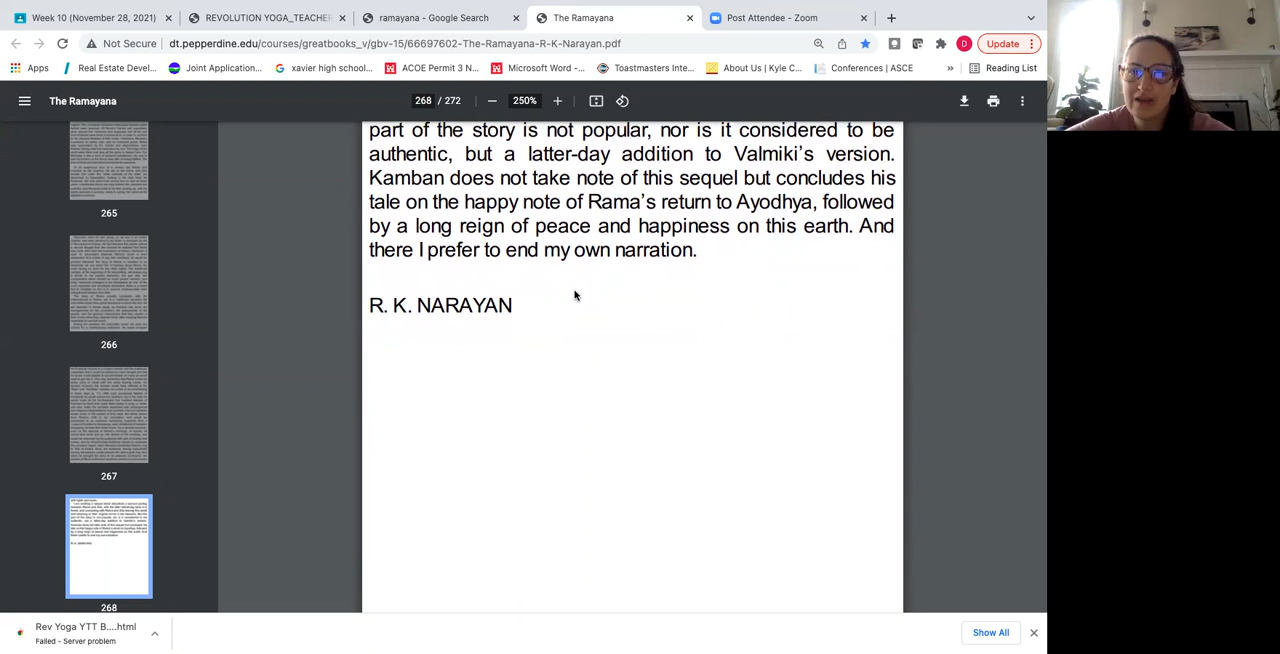 Week 10 (November 28, 2021)
REVOLUTION YOGA_TEACHER
ramayana - Google Search
The Ramayana
Post Attendee - Zoom
Not Secure
dt.pepperdine.edu/courses/greatbooks_v/gbv-15/66697602-The-Ramayana-R-K-Narayan.pdf
D
Update
Apps
Real Estate Devel...
Joint Application...
xavier high school...
ACOE Permit 3 N...
Microsoft Word -...
Toastmasters Inte...
About Us | Kyle C...
Conferences | ASCE
»
Reading List
The Ramayana
268 / 272
250%
part of the story is not popular, nor is it considered to be
authentic, but a latter-day addition to Valmiki's version.
Kamban does not take note of this sequel but concludes his
tale on the happy note of Rama's return to Ayodhya, followed
by a long reign of peace and happiness on this earth. And
there I prefer to end my own narration.
R. K. NARAYAN
265
266
267
268
Rev Yoga YTT B....html
Failed - Server problem
Show All